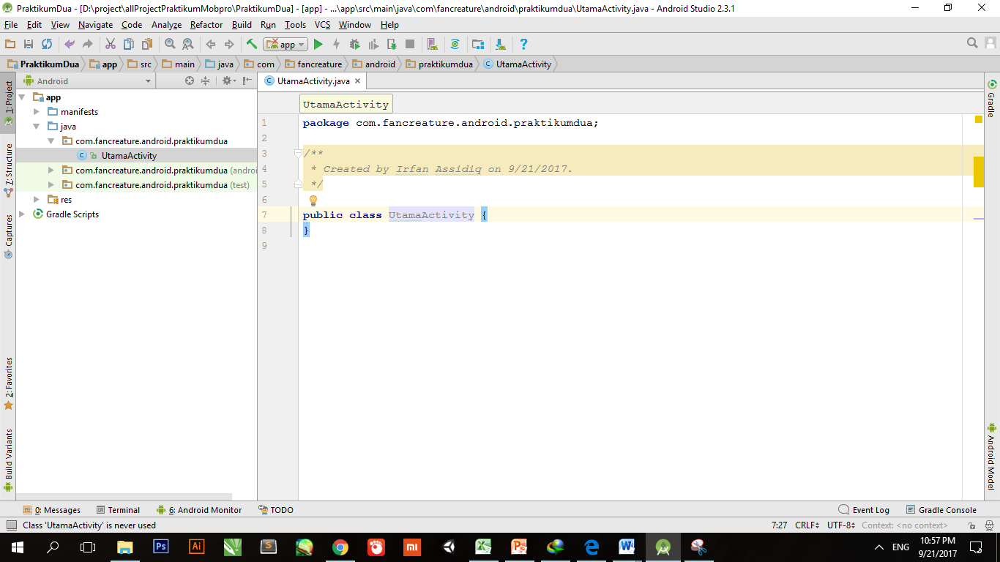 PraktikumDua - [D:\project\allProjectPraktikumMobpro\PraktikumDua] - [app] - ...\app\src\main\java\com\fancreature\android\praktikumdua\UtamaActivity.java - Android Studio 2.3.1
File Edit View Navigate Code Analyze Refactor Build Run Tools VCS Window Help
app
PraktikumDua app src main java com fancreature android praktikumdua UtamaActivity
Android
UtamaActivity.java
1: Project
7: Structure
Captures
2: Favorites
Build Variants
app
manifests
java
com.fancreature.android.praktikumdua
UtamaActivity
com.fancreature.android.praktikumdua (androi
com.fancreature.android.praktikumdua (test)
res
Gradle Scripts
UtamaActivity
1 package com.fancreature.android.praktikumdua;
2
3 /**
4 * Created by Irfan Assidiq on 9/21/2017.
5 */
6
7 public class UtamaActivity {
8 }
9
Gradle
Android Model
0: Messages Terminal 6: Android Monitor TODO Event Log Gradle Console
Class 'UtamaActivity' is never used 7:27 CRLF UTF-8 Context: <no context>
Ps Ai S mi
ENG 10:57 PM
9/21/2017